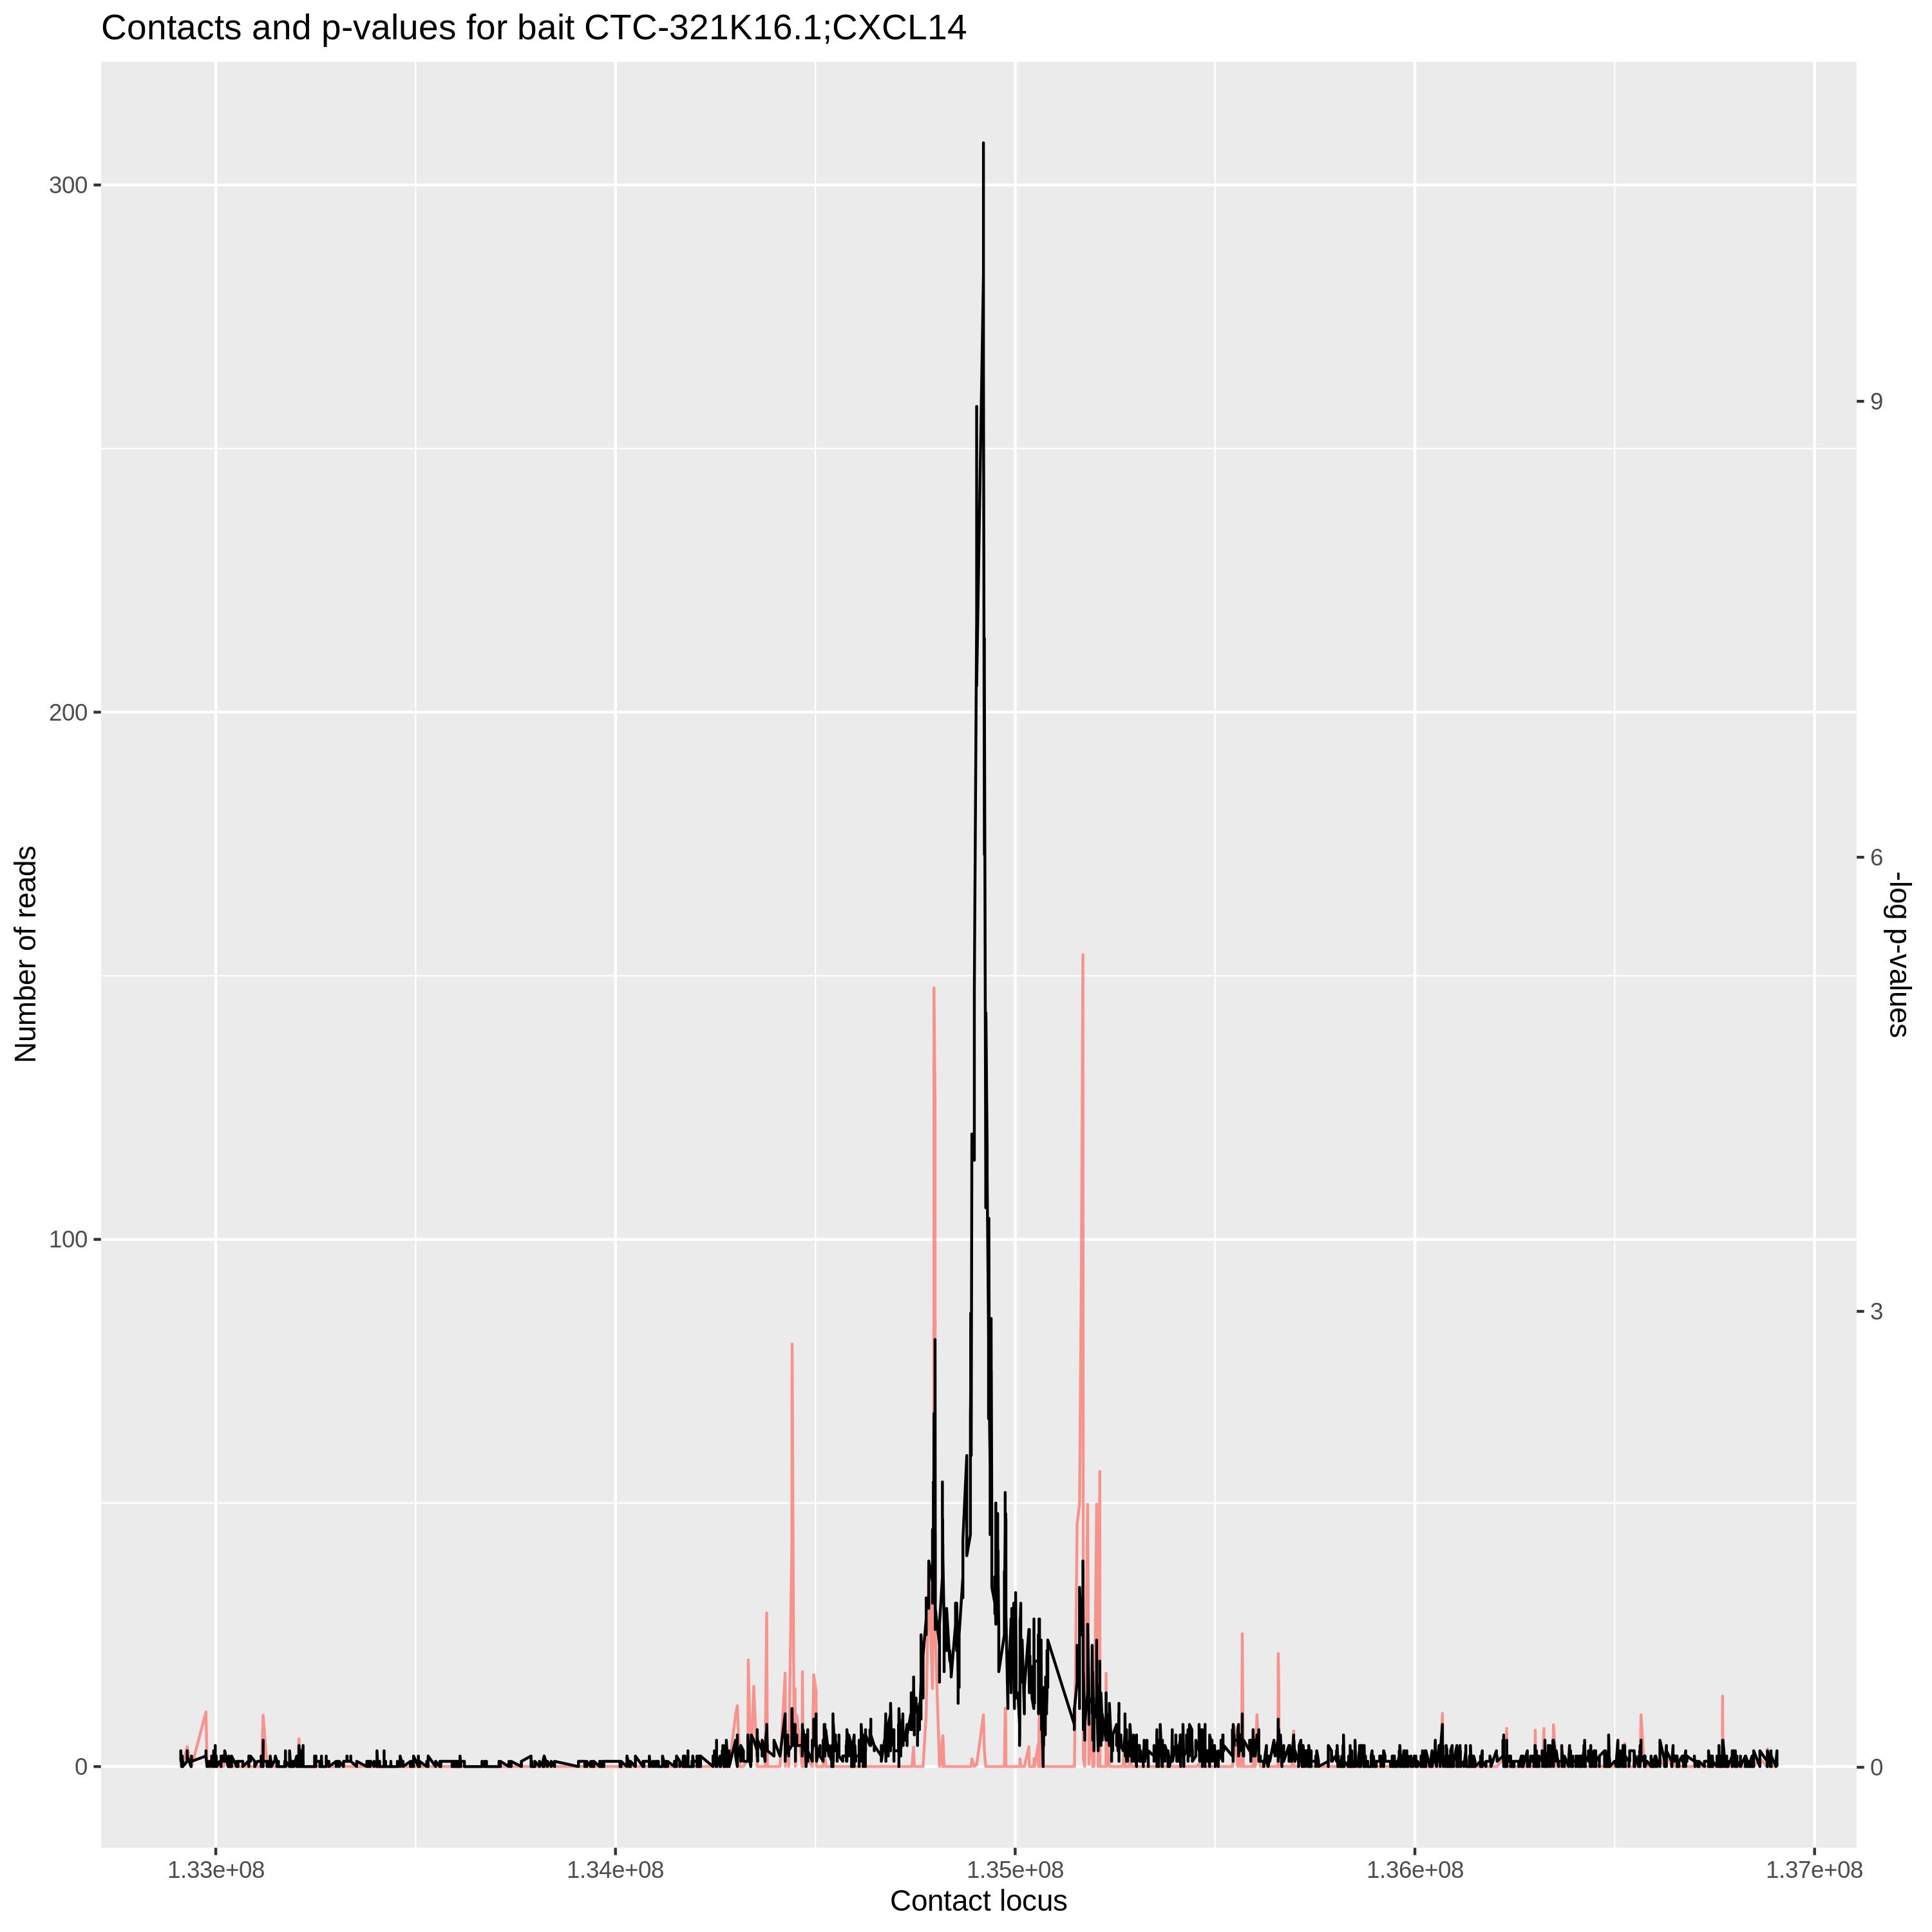 Contacts and p-values for bait CTC-321K16.1;CXCL14
300
200
100
0
Number of reads
9
6
3
0
-log p-values
1.33e+08
1.34e+08
1.35e+08
1.36e+08
1.37e+08
Contact locus